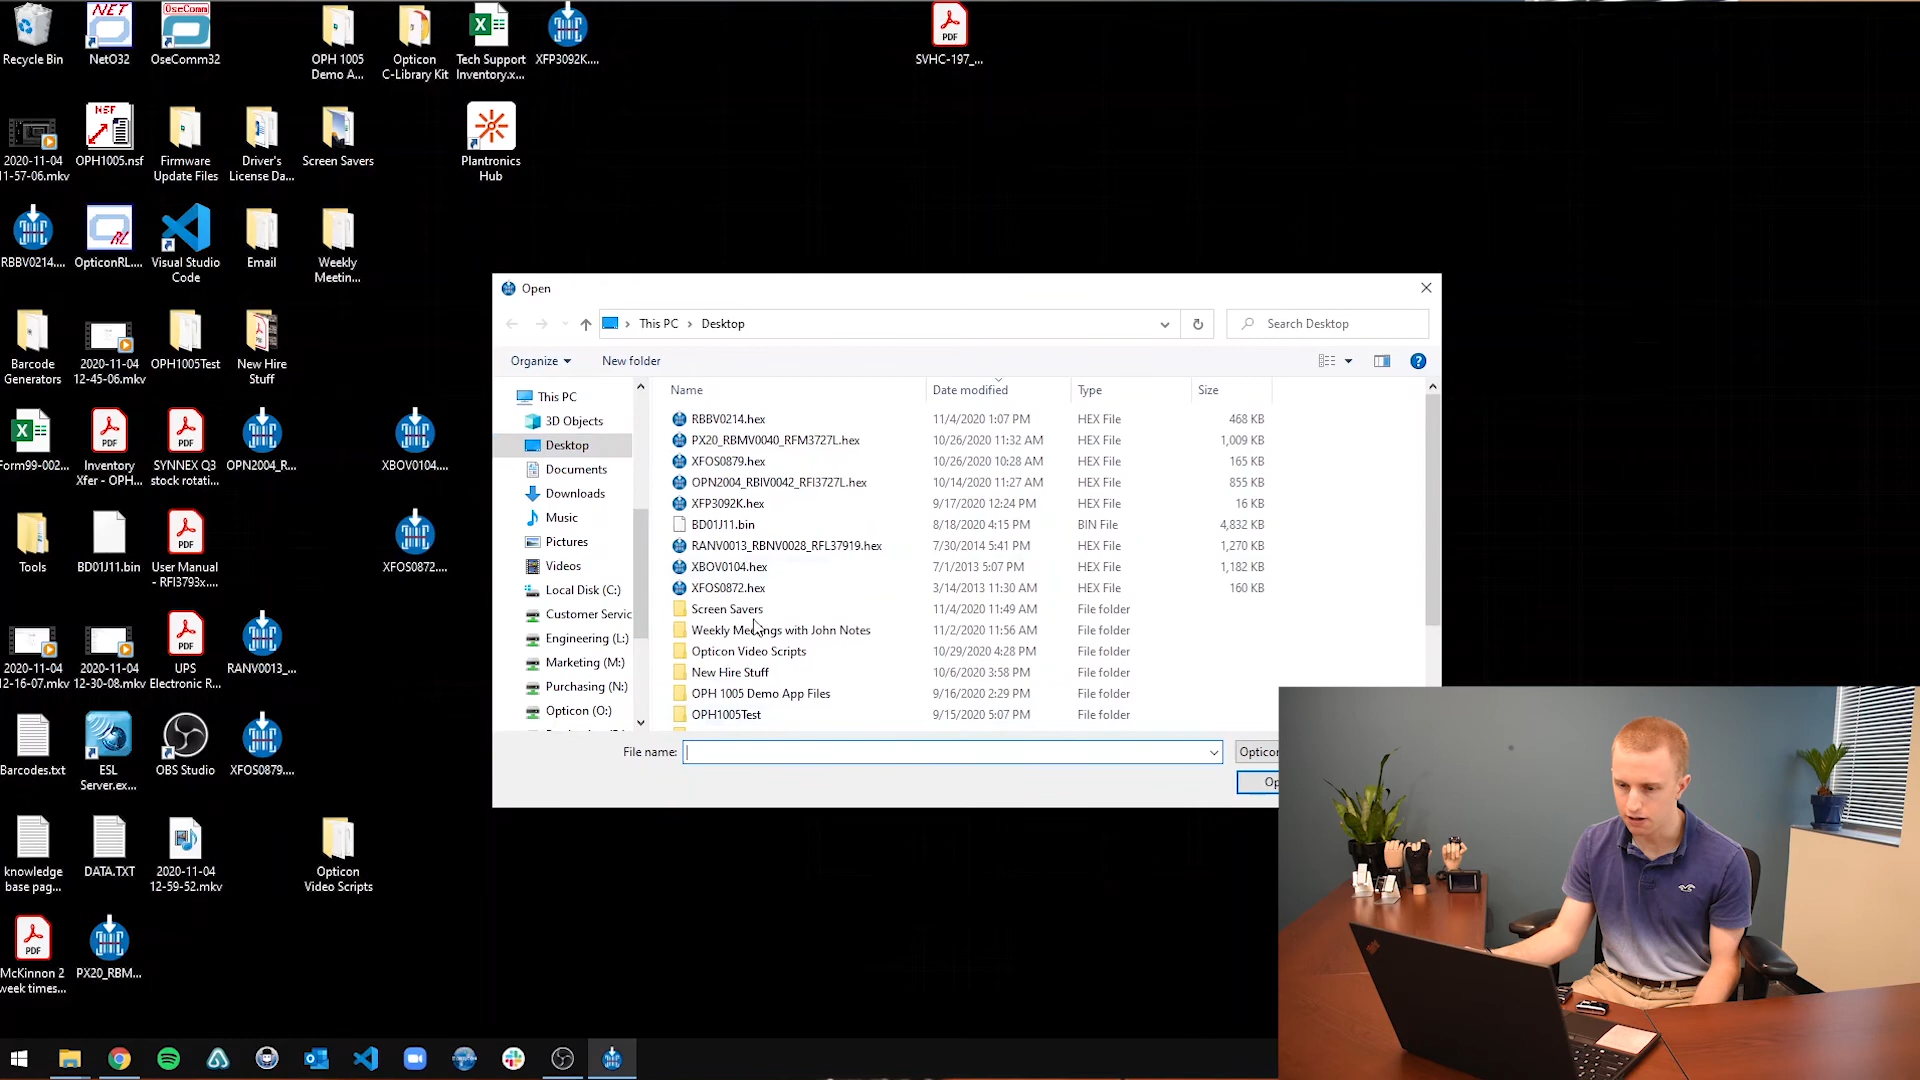 Recycle Bin
NetO32
OseComm32
OPH 1005
Demo A...
Opticon
C-Library Kit
Tech Support
Inventory.x...
XFP3092K....
PDF
SVHC-197_...
2020-11-04
11-57-06.mkv
OPH1005.nsf
Firmware
Update Files
Driver's
License Da...
Screen Savers
Plantronics
Hub
RBBV0214....
OpticonRL....
Visual Studio
Code
Email
Weekly
Meetin...
Barcode
Generators
2020-11-04
12-45-06.mkv
OPH1005Test
New Hire
Stuff
Form99-002...
Inventory
Xfer - OPH...
SYNNEX Q3
stock rotati...
OPN2004_R...
XBOV0104....
Tools
BD01J11.bin
User Manual
- RFI3793x....
XFOS0872....
2020-11-04
12-16-07.mkv
2020-11-04
12-30-08.mkv
UPS
Electronic R...
RANV0013_...
Barcodes.txt
ESL
Server.ex...
OBS Studio
XFOS0879....
knowledge
base pag...
DATA.TXT
2020-11-04
12-59-52.mkv
Opticon
Video Scripts
McKinnon 2
week times...
PX20_RBM...
Open
This PC > Desktop
Search Desktop
Organize
New folder
This PC
3D Objects
Desktop
Documents
Downloads
Music
Pictures
Videos
Local Disk (C:)
Customer Servic
Engineering (L:)
Marketing (M:)
Purchasing (N:)
Opticon (O:)
Name Date modified Type Size
RBBV0214.hex 11/4/2020 1:07 PM HEX File 468 KB
PX20_RBMV0040_RFM3727L.hex 10/26/2020 11:32 AM HEX File 1,009 KB
XFOS0879.hex 10/26/2020 10:28 AM HEX File 165 KB
OPN2004_RBIV0042_RFI3727L.hex 10/14/2020 11:27 AM HEX File 855 KB
XFP3092K.hex 9/17/2020 12:24 PM HEX File 16 KB
BD01J11.bin 8/18/2020 4:15 PM BIN File 4,832 KB
RANV0013_RBNV0028_RFL37919.hex 7/30/2014 5:41 PM HEX File 1,270 KB
XBOV0104.hex 7/1/2013 5:07 PM HEX File 1,182 KB
XFOS0872.hex 3/14/2013 11:30 AM HEX File 160 KB
Screen Savers 11/4/2020 11:49 AM File folder
Weekly Meetings with John Notes 11/2/2020 11:56 AM File folder
Opticon Video Scripts 10/29/2020 4:28 PM File folder
New Hire Stuff 10/6/2020 3:58 PM File folder
OPH 1005 Demo App Files 9/16/2020 2:29 PM File folder
OPH1005Test 9/15/2020 5:07 PM File folder
File name:
Opticon
Op